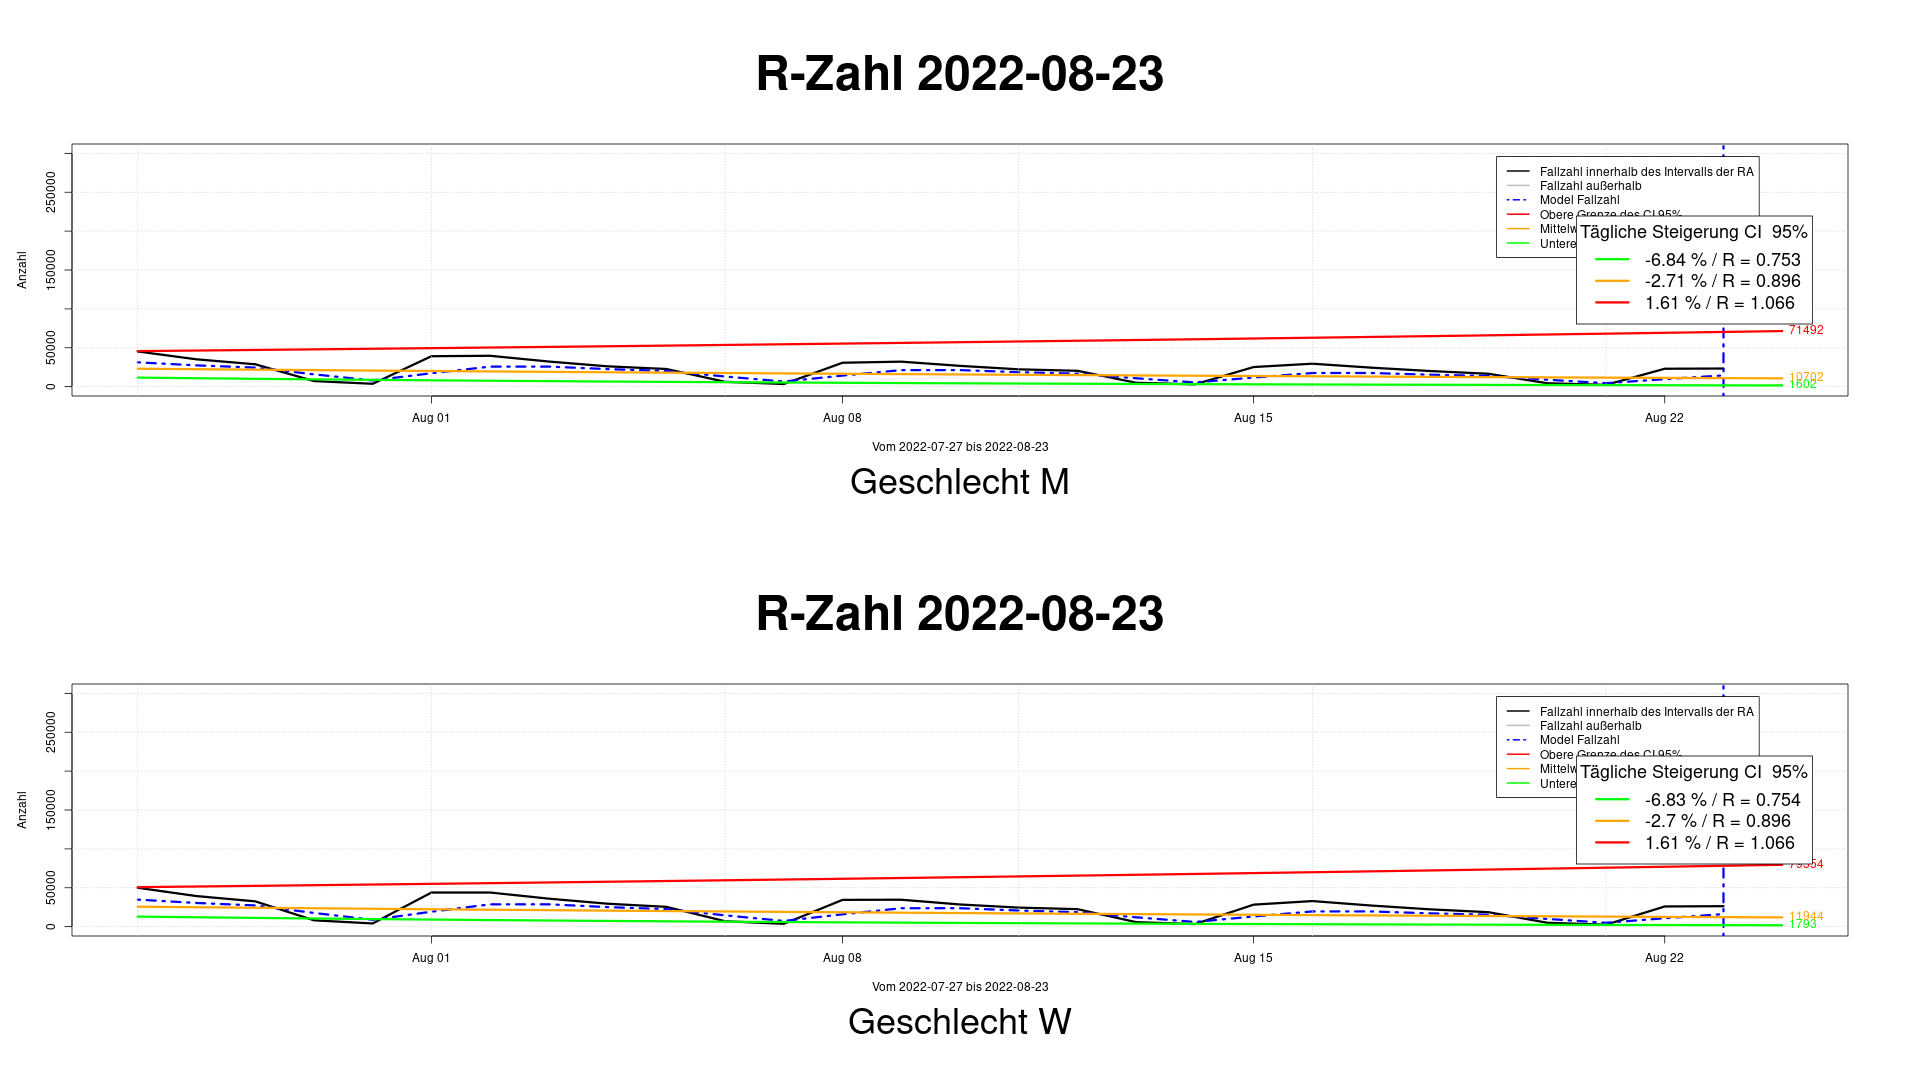 R-Zahl 2022-08-23
Anzahl
0
50000
150000
250000
Fallzahl innerhalb des Intervalls der RA
Fallzahl außerhalb
Model Fallzahl
Obere Grenze des CI 95%
Tägliche Steigerung CI 95%
-6.84 % / R = 0.753
-2.71 % / R = 0.896
1.61 % / R = 1.066
71492
10702
1602
Aug 01
Aug 08
Aug 15
Aug 22
Vom 2022-07-27 bis 2022-08-23
Geschlecht M
R-Zahl 2022-08-23
Anzahl
0
50000
150000
250000
Fallzahl innerhalb des Intervalls der RA
Fallzahl außerhalb
Model Fallzahl
Obere Grenze des CI 95%
Tägliche Steigerung CI 95%
-6.83 % / R = 0.754
-2.7 % / R = 0.896
1.61 % / R = 1.066
11944
1793
Aug 01
Aug 08
Aug 15
Aug 22
Vom 2022-07-27 bis 2022-08-23
Geschlecht W